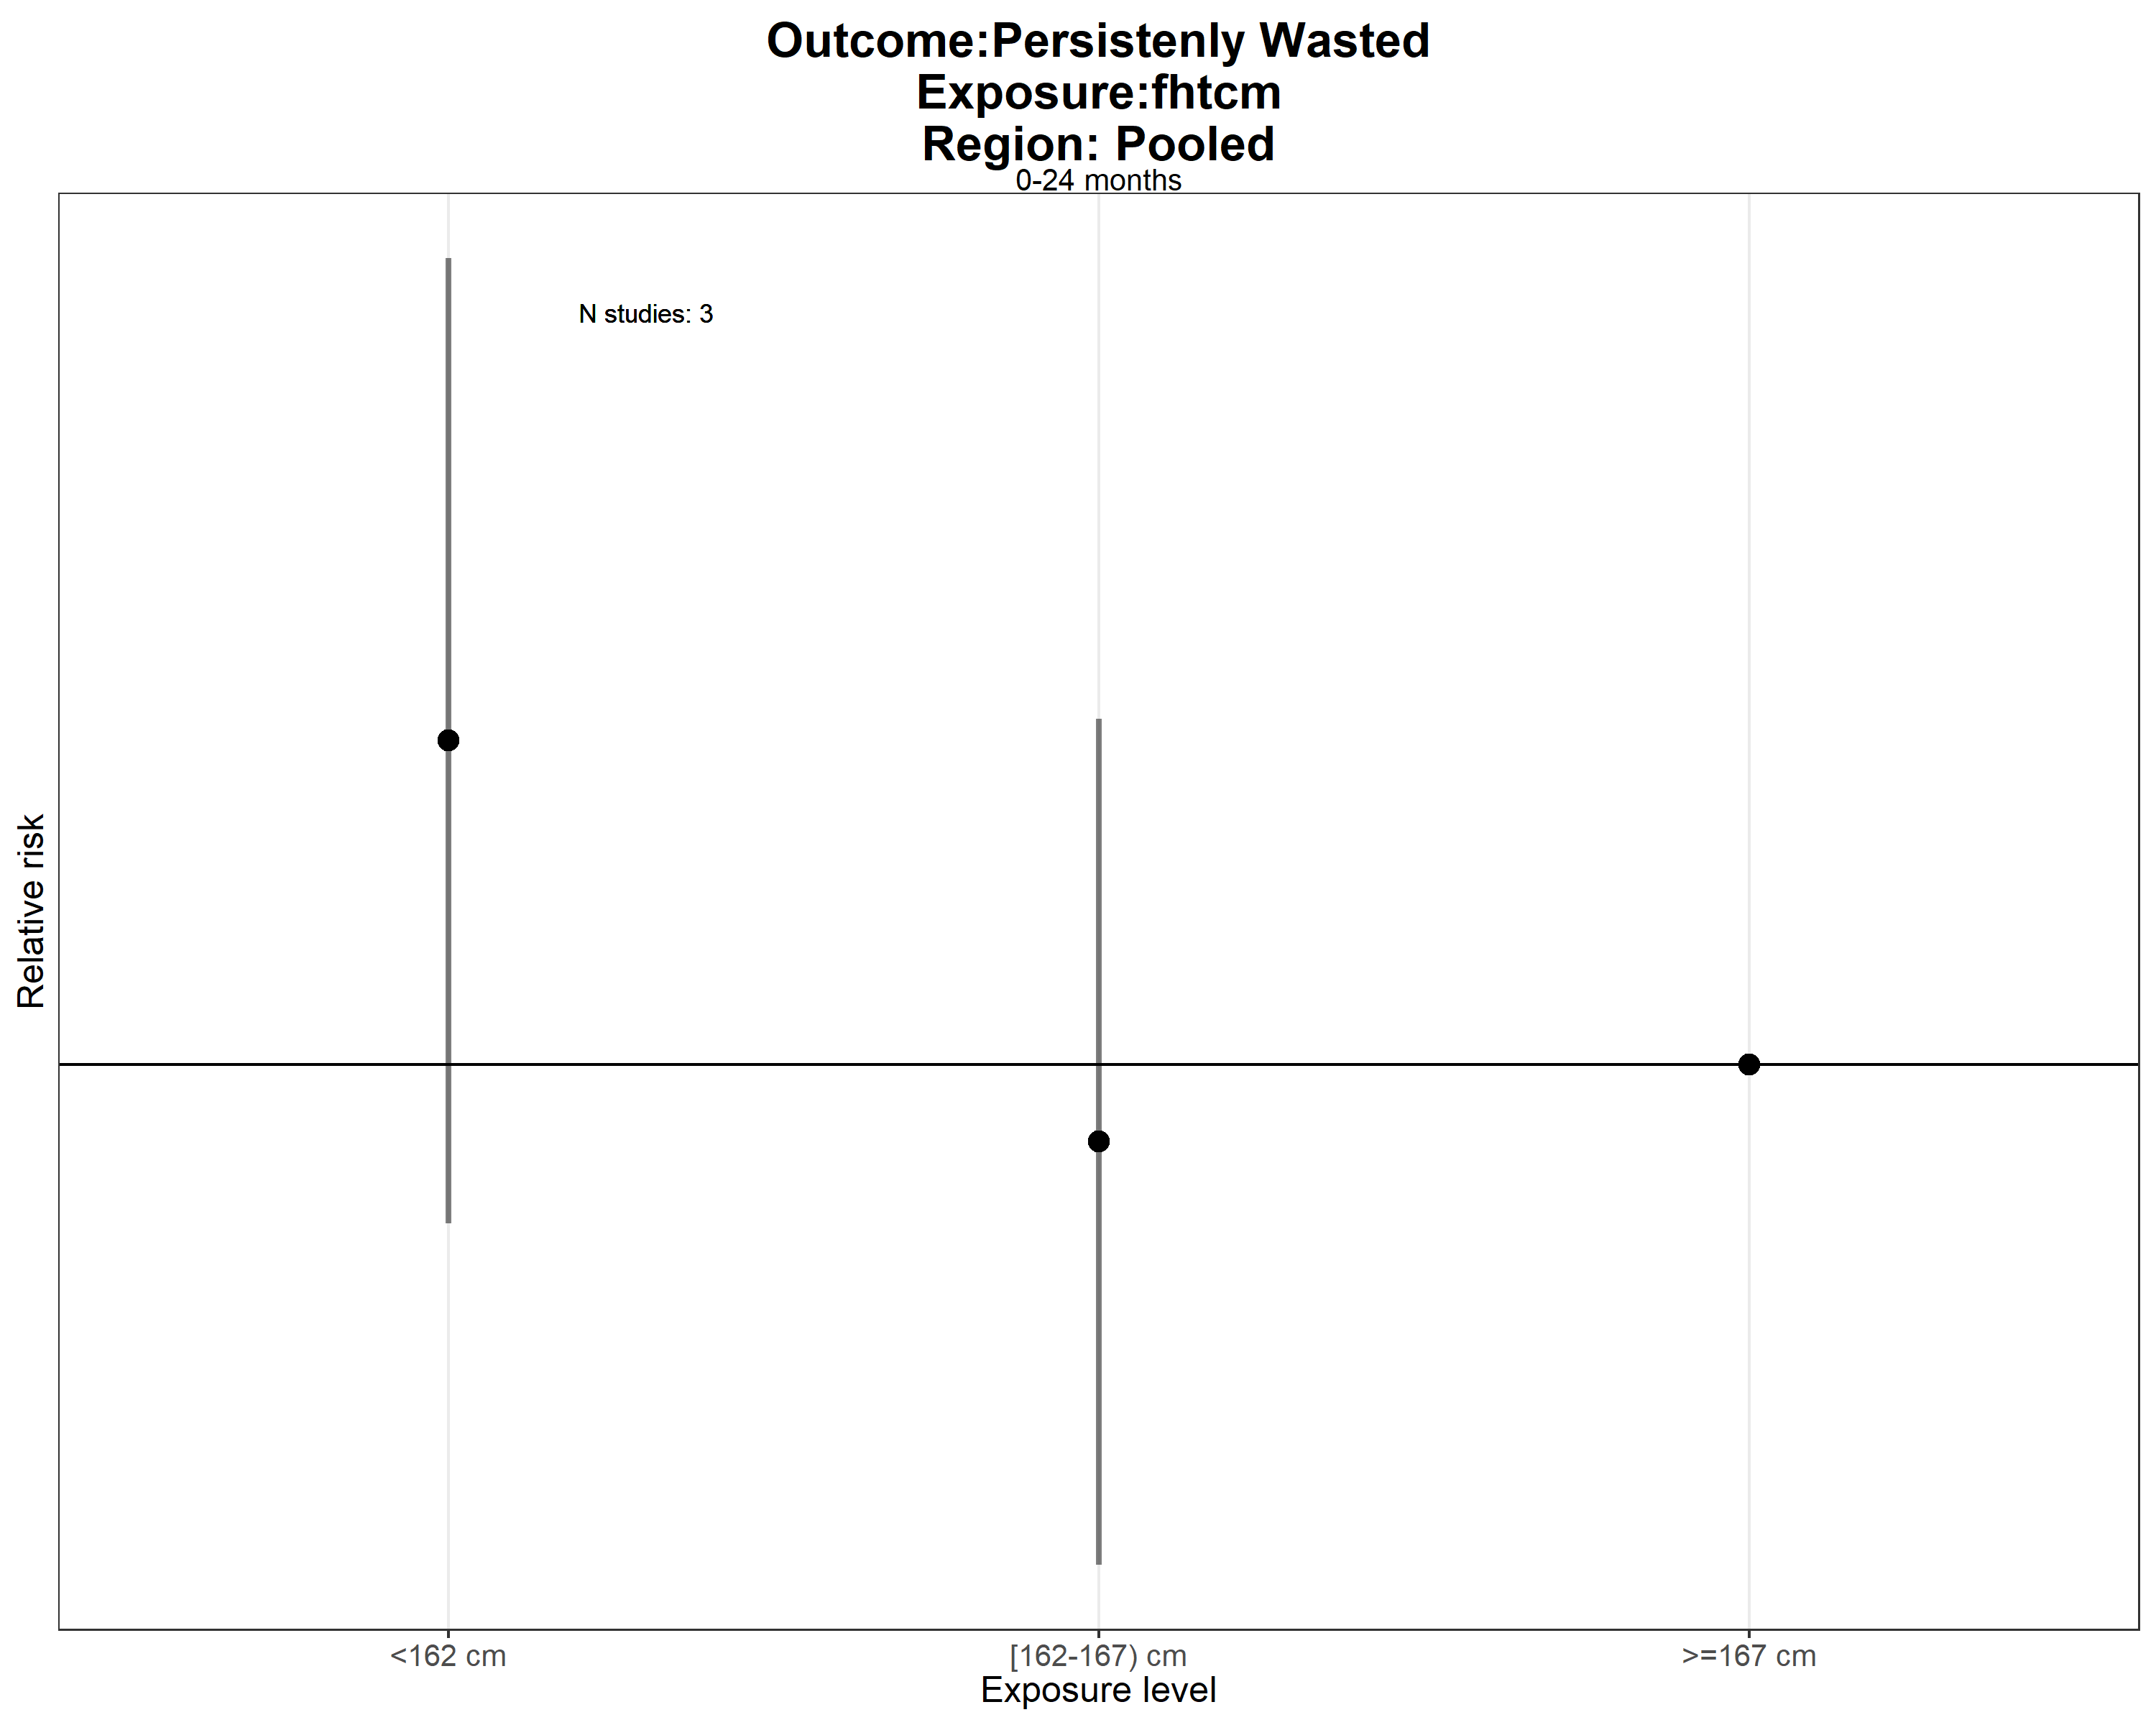 Outcome:Persistenly Wasted
Exposure:fhtcm
Region: Pooled
0-24 months
N studies: 3
Relative risk
<162 cm
[162-167) cm
>=167 cm
Exposure level